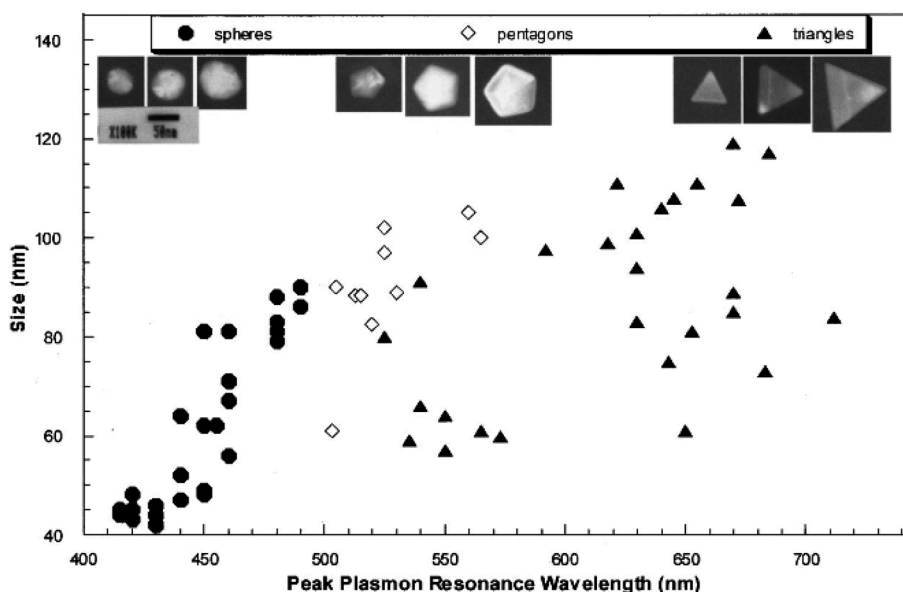 spheres pentagons triangles
X100K 50nm
145
140
120
100
80
60
40
Size (nm)
400 450 500 550 600 650 700
Peak Plasmon Resonance Wavelength (nm)